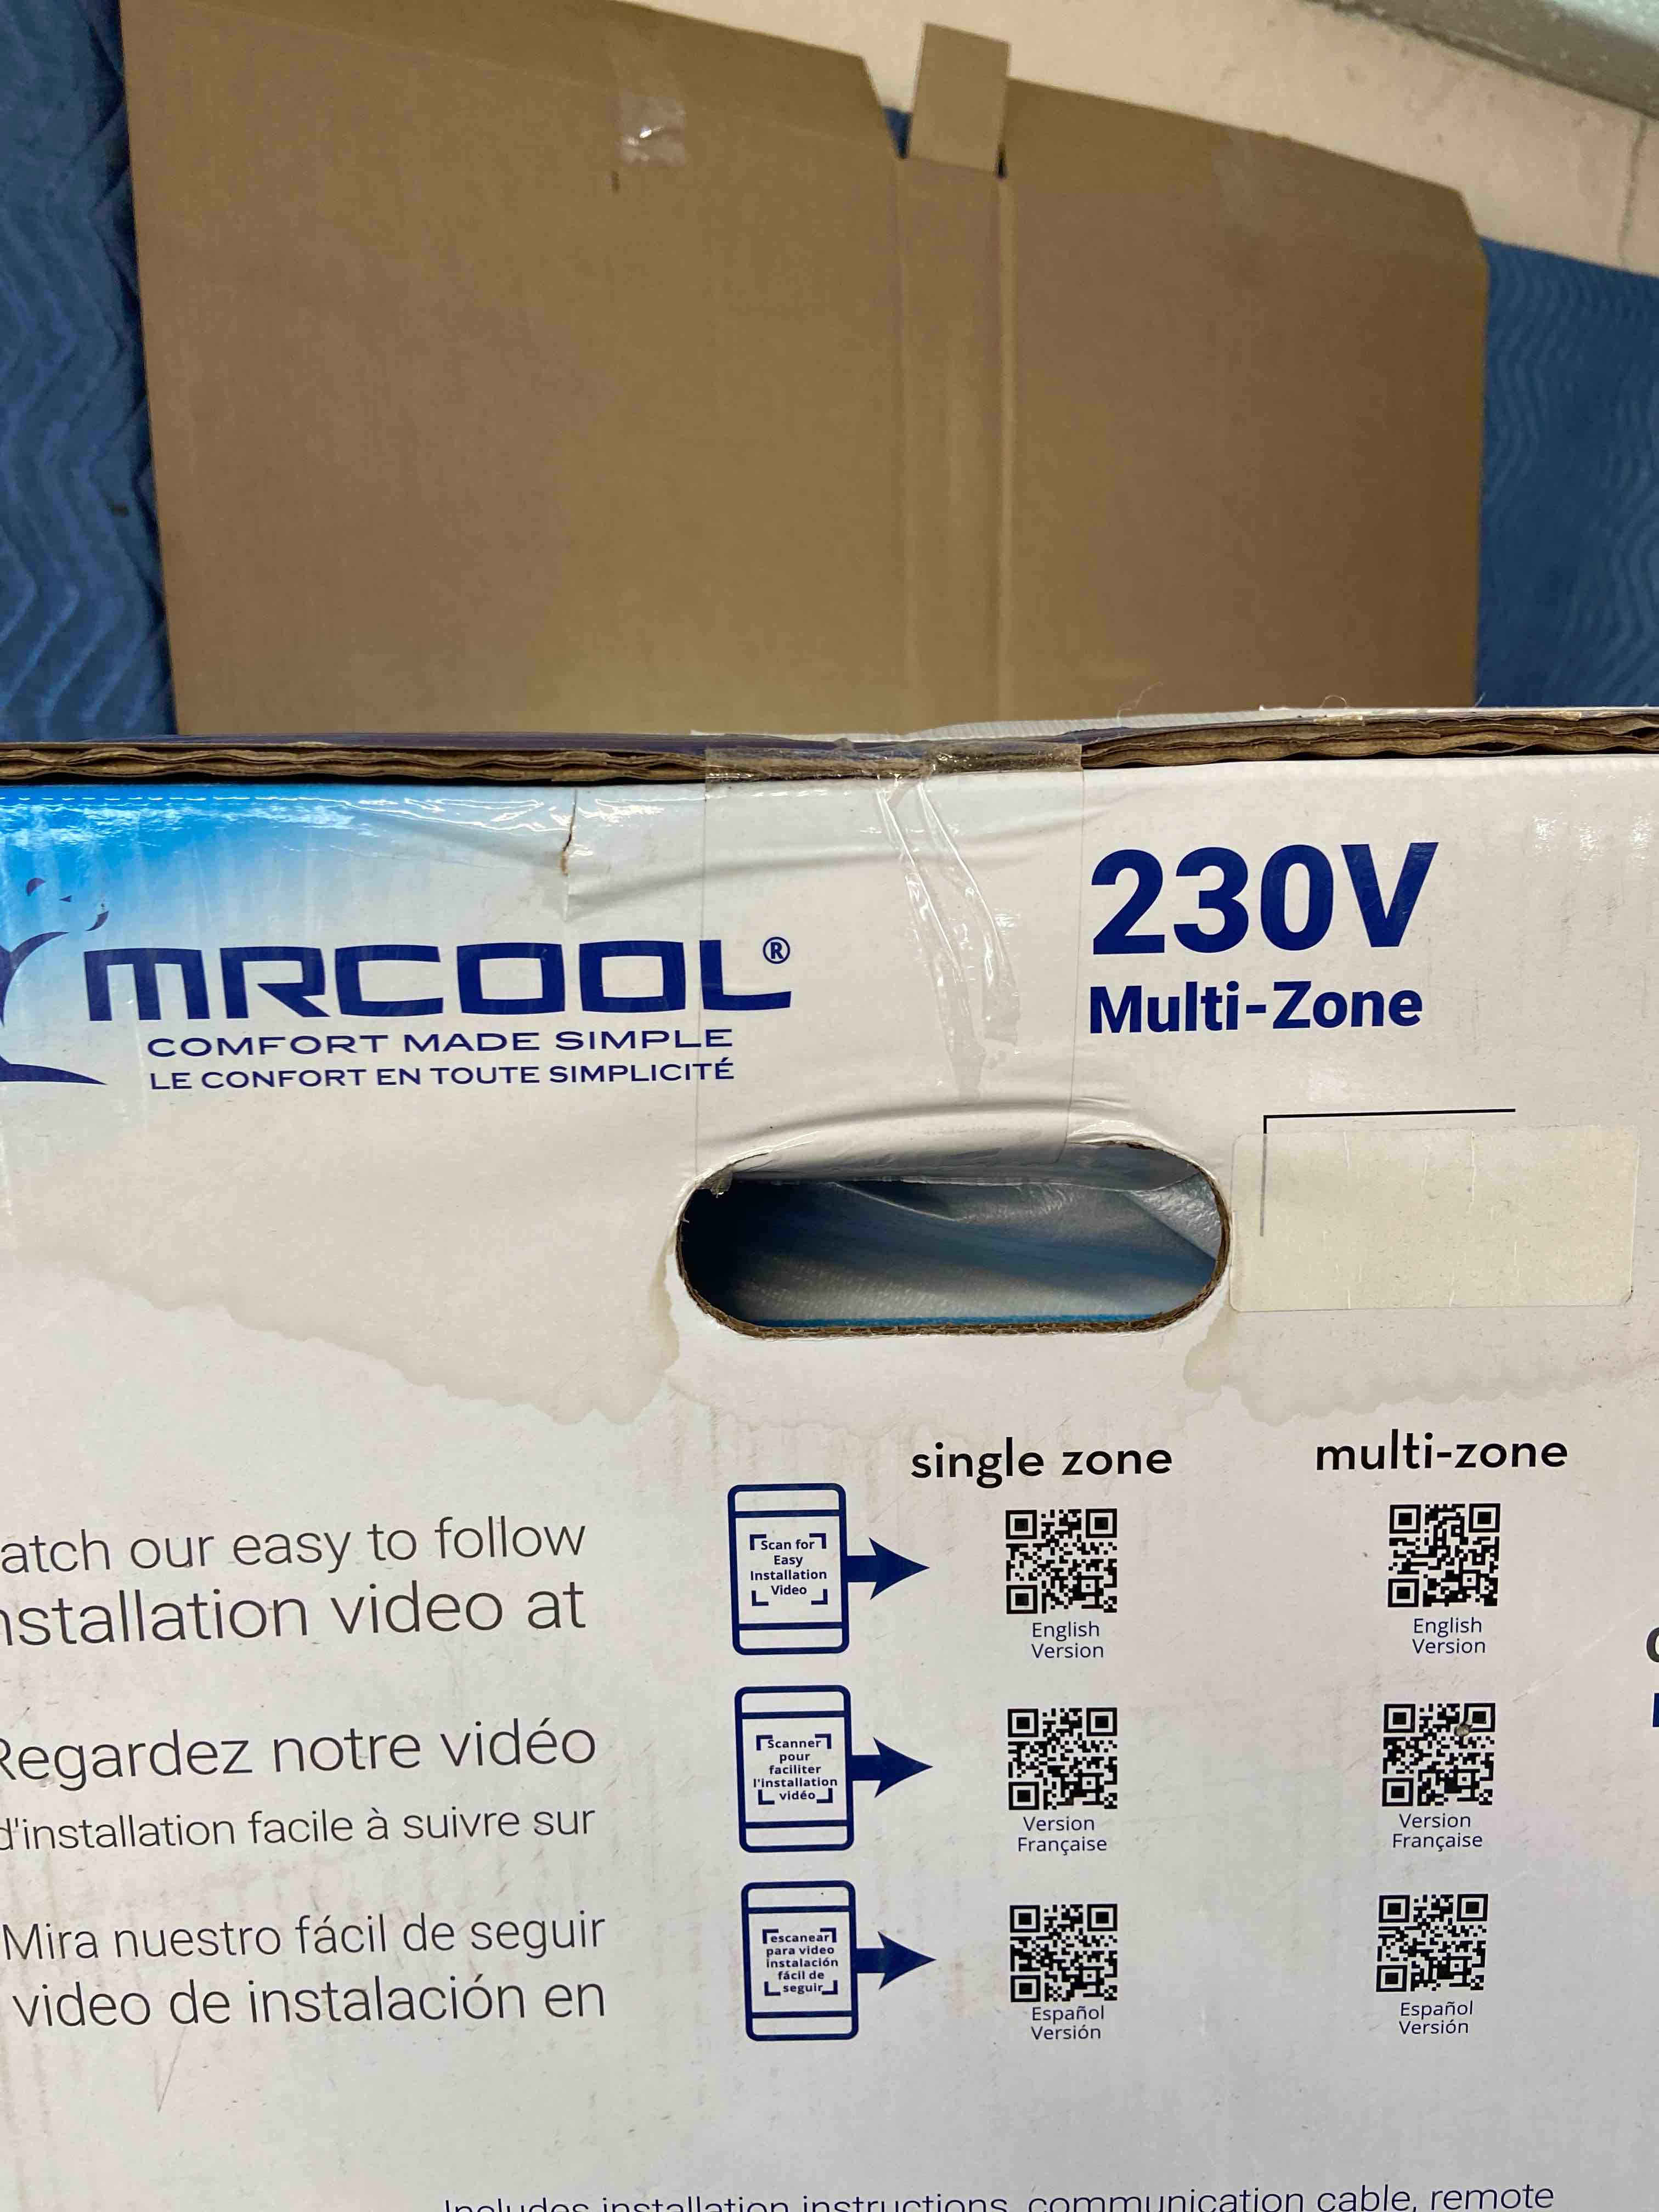 MRCOOL®
COMFORT MADE SIMPLE
LE CONFORT EN TOUTE SIMPLICITÉ
230V
Multi-Zone
single zone
multi-zone
atch our easy to follow
nstallation video at
Scan for
Easy
Installation
Video
English
Version
English
Version
Regardez notre vidéo
d'installation facile à suivre sur
Scanner
pour
faciliter
l'installation
vidéo
Version
Française
Version
Française
Mira nuestro fácil de seguir
video de instalación en
escanear
para video
instalación
fácil de
seguir
Español
Versión
Español
Versión
Includes installation instructions, communication cable, remote